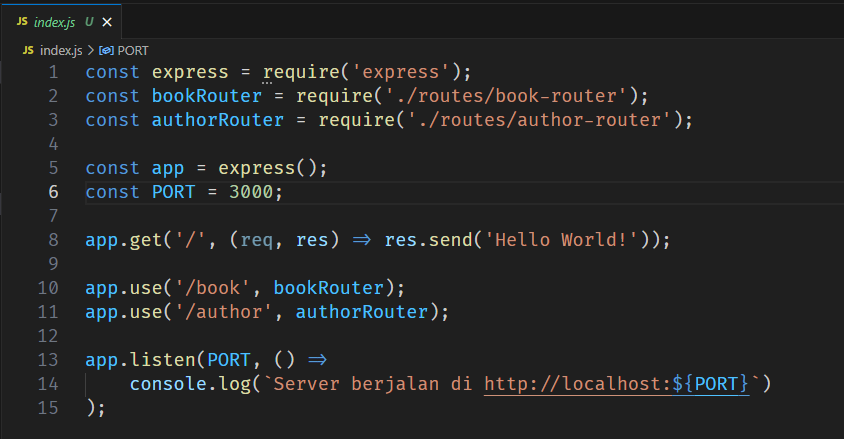 JS index.js U ×
JS index.js > PORT
1 const express = require('express');
2 const bookRouter = require('./routes/book-router');
3 const authorRouter = require('./routes/author-router');
4
5 const app = express();
6 const PORT = 3000;
7
8 app.get('/', (req, res) => res.send('Hello World!'));
9
10 app.use('/book', bookRouter);
11 app.use('/author', authorRouter);
12
13 app.listen(PORT, () =>
14     console.log(`Server berjalan di http://localhost:${PORT}`)
15 );